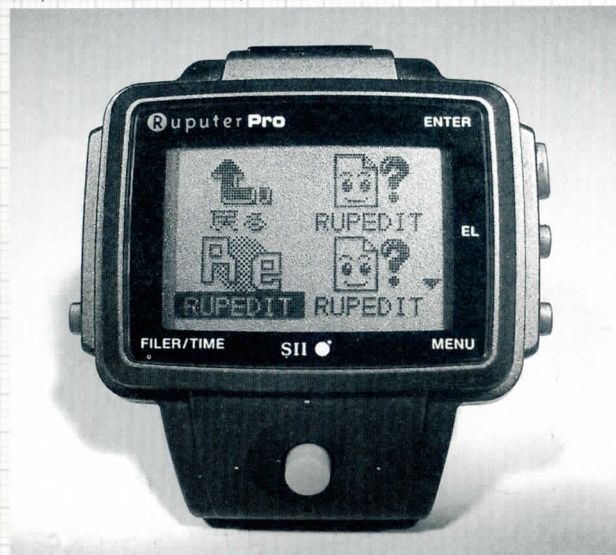 Ruputer Pro
ENTER
戻る
RUPEDIT
EL
RUPEDIT
RUPEDIT
FILER/TIME
SII
MENU